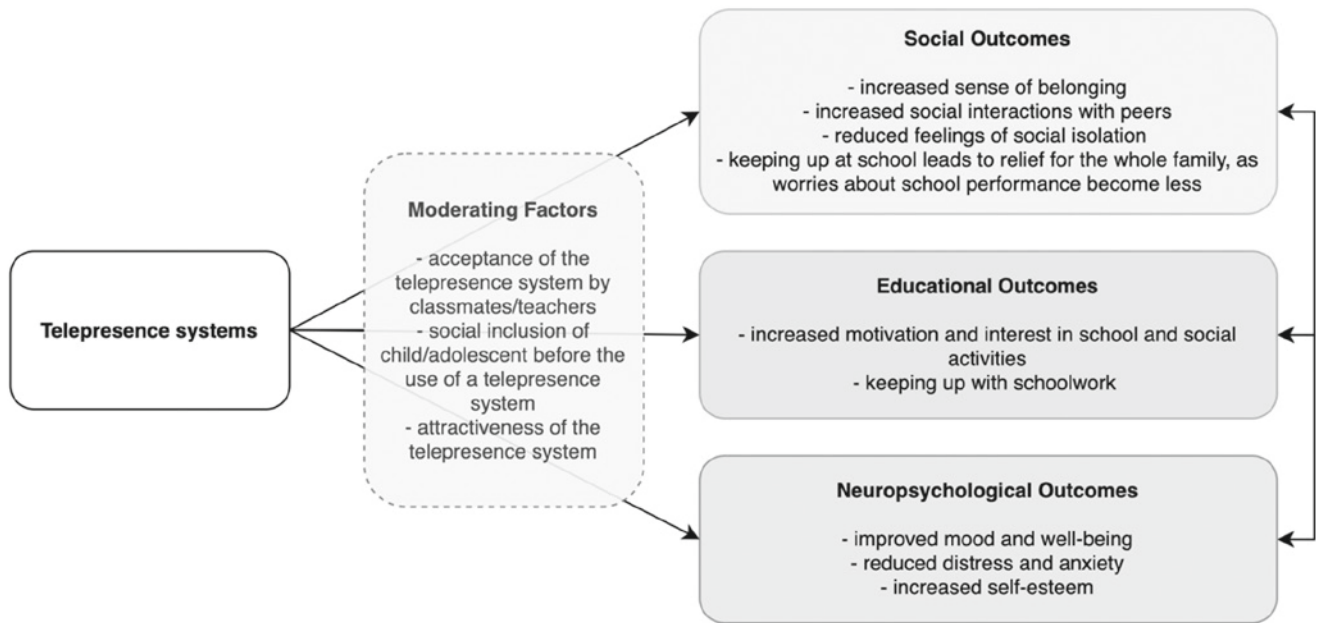 Telepresence systems
Moderating Factors
- acceptance of the
telepresence system by
classmates/teachers
- social inclusion of
child/adolescent before the
use of a telepresence
system
- attractiveness of the
telepresence system
Social Outcomes
- increased sense of belonging
- increased social interactions with peers
- reduced feelings of social isolation
- keeping up at school leads to relief for the whole family, as
worries about school performance become less
Educational Outcomes
- increased motivation and interest in school and social
activities
- keeping up with schoolwork
Neuropsychological Outcomes
- improved mood and well-being
- reduced distress and anxiety
- increased self-esteem